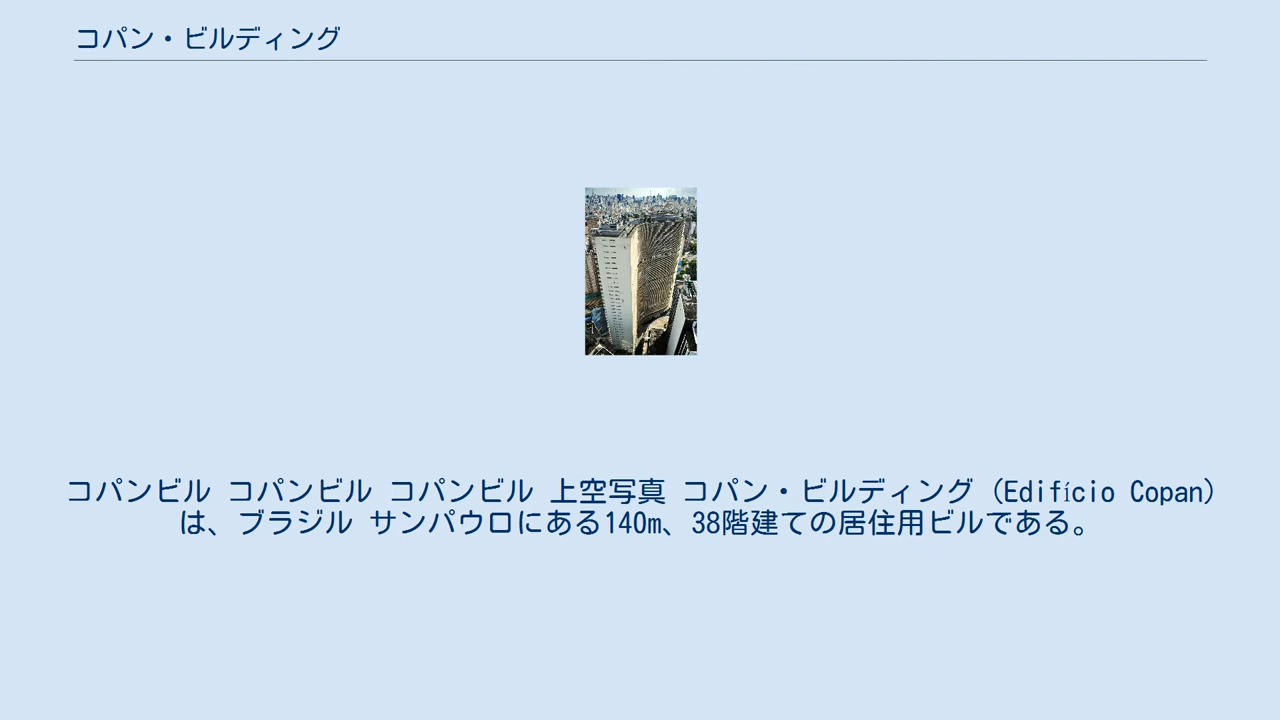 コパン・ビルディング
コパンビル コパンビル コパンビル 上空写真 コパン・ビルディング (Edifício Copan)
は、ブラジル サンパウロにある140m、38階建ての居住用ビルである。